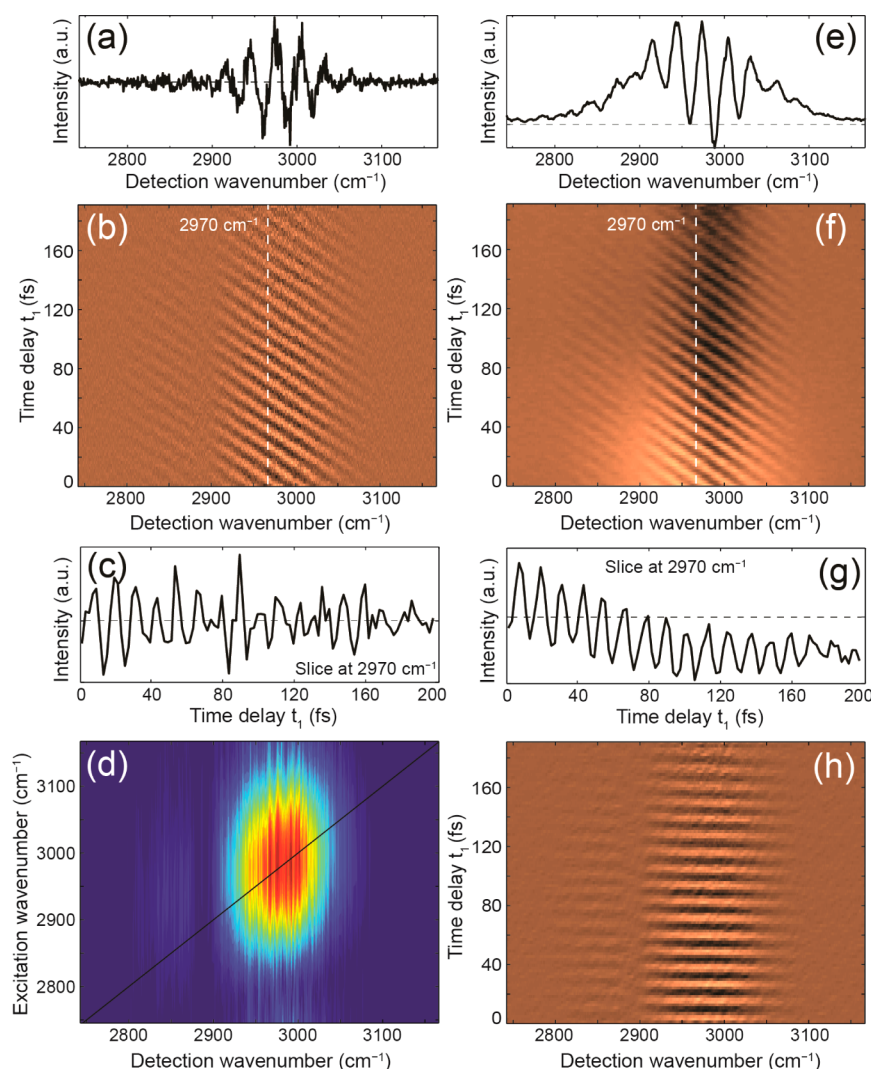 (a)
Intensity (a.u.)
2800 2900 3000 3100
Detection wavenumber (cm⁻¹)
(b)
2970 cm⁻¹
Time delay t₁ (fs)
160
120
80
40
0
2800 2900 3000 3100
Detection wavenumber (cm⁻¹)
(c)
Intensity (a.u.)
Slice at 2970 cm⁻¹
0 40 80 120 160 200
Time delay t₁ (fs)
(d)
Excitation wavenumber (cm⁻¹)
3100
3000
2900
2800
2800 2900 3000 3100
Detection wavenumber (cm⁻¹)
(e)
Intensity (a.u.)
2800 2900 3000 3100
Detection wavenumber (cm⁻¹)
(f)
2970 cm⁻¹
Time delay t₁ (fs)
160
120
80
40
0
2800 2900 3000 3100
Detection wavenumber (cm⁻¹)
(g)
Intensity (a.u.)
Slice at 2970 cm⁻¹
0 40 80 120 160 200
Time delay t₁ (fs)
(h)
Time delay t₁ (fs)
160
120
80
40
0
2800 2900 3000 3100
Detection wavenumber (cm⁻¹)